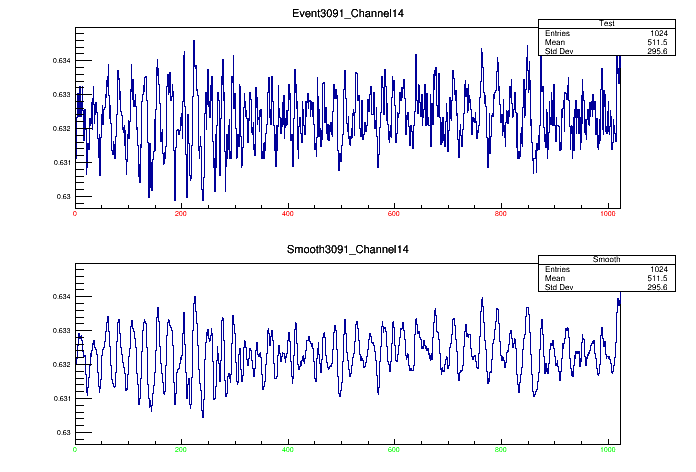 Event3091_Channel14
Test
Entries 1024
Mean 511.5
Std Dev 295.6
0.634
0.633
0.632
0.631
0.63
0 200 400 600 800 1000
Smooth3091_Channel14
Smooth
Entries 1024
Mean 511.5
Std Dev 295.6
0.634
0.633
0.632
0.631
0.63
0 200 400 600 800 1000